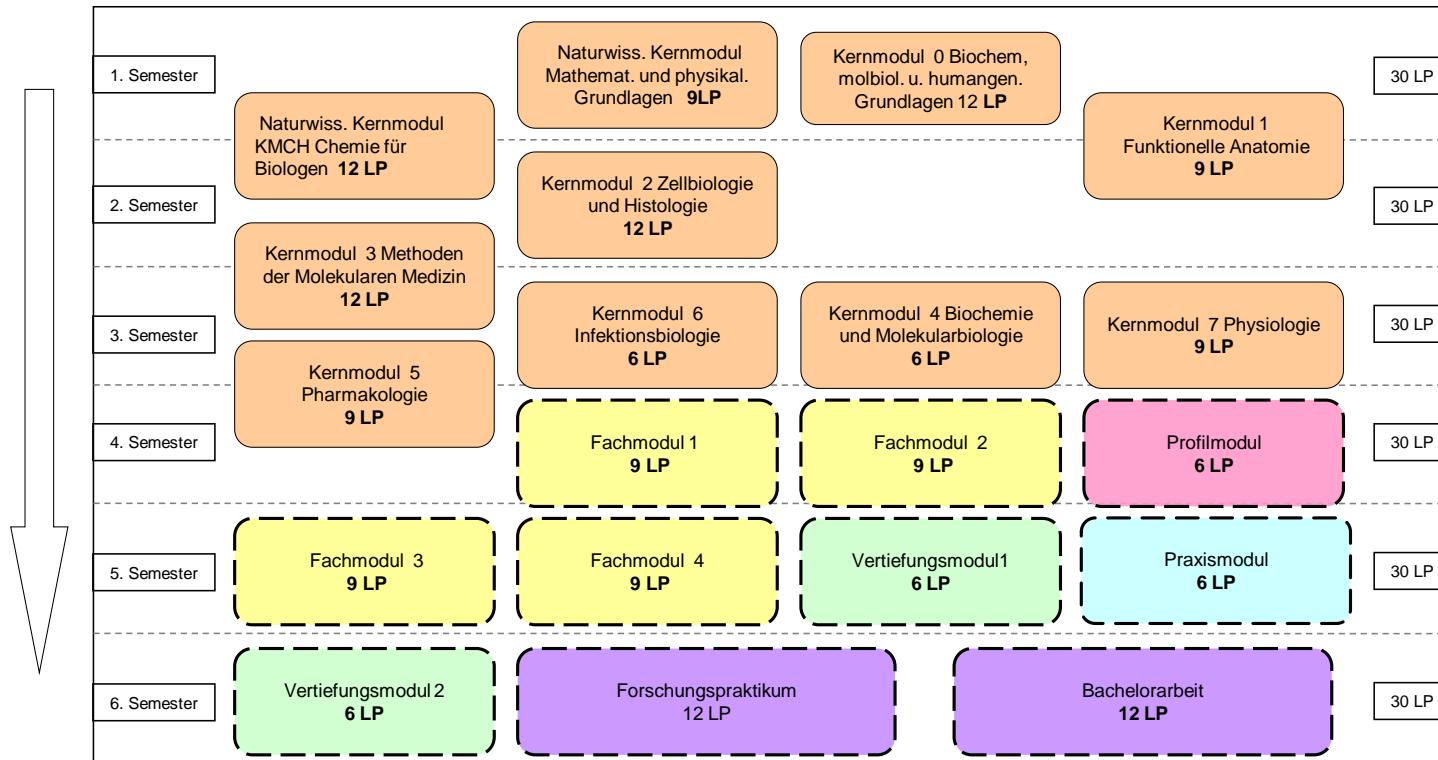 1. Semester
Naturwiss. Kernmodul
Mathemat. und physikal.
Grundlagen 9LP
Kernmodul 0 Biochem,
molbiol. u. humangen.
Grundlagen 12 LP
30 LP
Naturwiss. Kernmodul
KMCH Chemie für
Biologen 12 LP
Kernmodul 1
Funktionelle Anatomie
9 LP
2. Semester
Kernmodul 2 Zellbiologie
und Histologie
12 LP
30 LP
Kernmodul 3 Methoden
der Molekularen Medizin
12 LP
3. Semester
Kernmodul 6
Infektionsbiologie
6 LP
Kernmodul 4 Biochemie
und Molekularbiologie
6 LP
Kernmodul 7 Physiologie
9 LP
30 LP
Kernmodul 5
Pharmakologie
9 LP
4. Semester
Fachmodul 1
9 LP
Fachmodul 2
9 LP
Profilmodul
6 LP
30 LP
5. Semester
Fachmodul 3
9 LP
Fachmodul 4
9 LP
Vertiefungsmodul1
6 LP
Praxismodul
6 LP
30 LP
6. Semester
Vertiefungsmodul 2
6 LP
Forschungspraktikum
12 LP
Bachelorarbeit
12 LP
30 LP